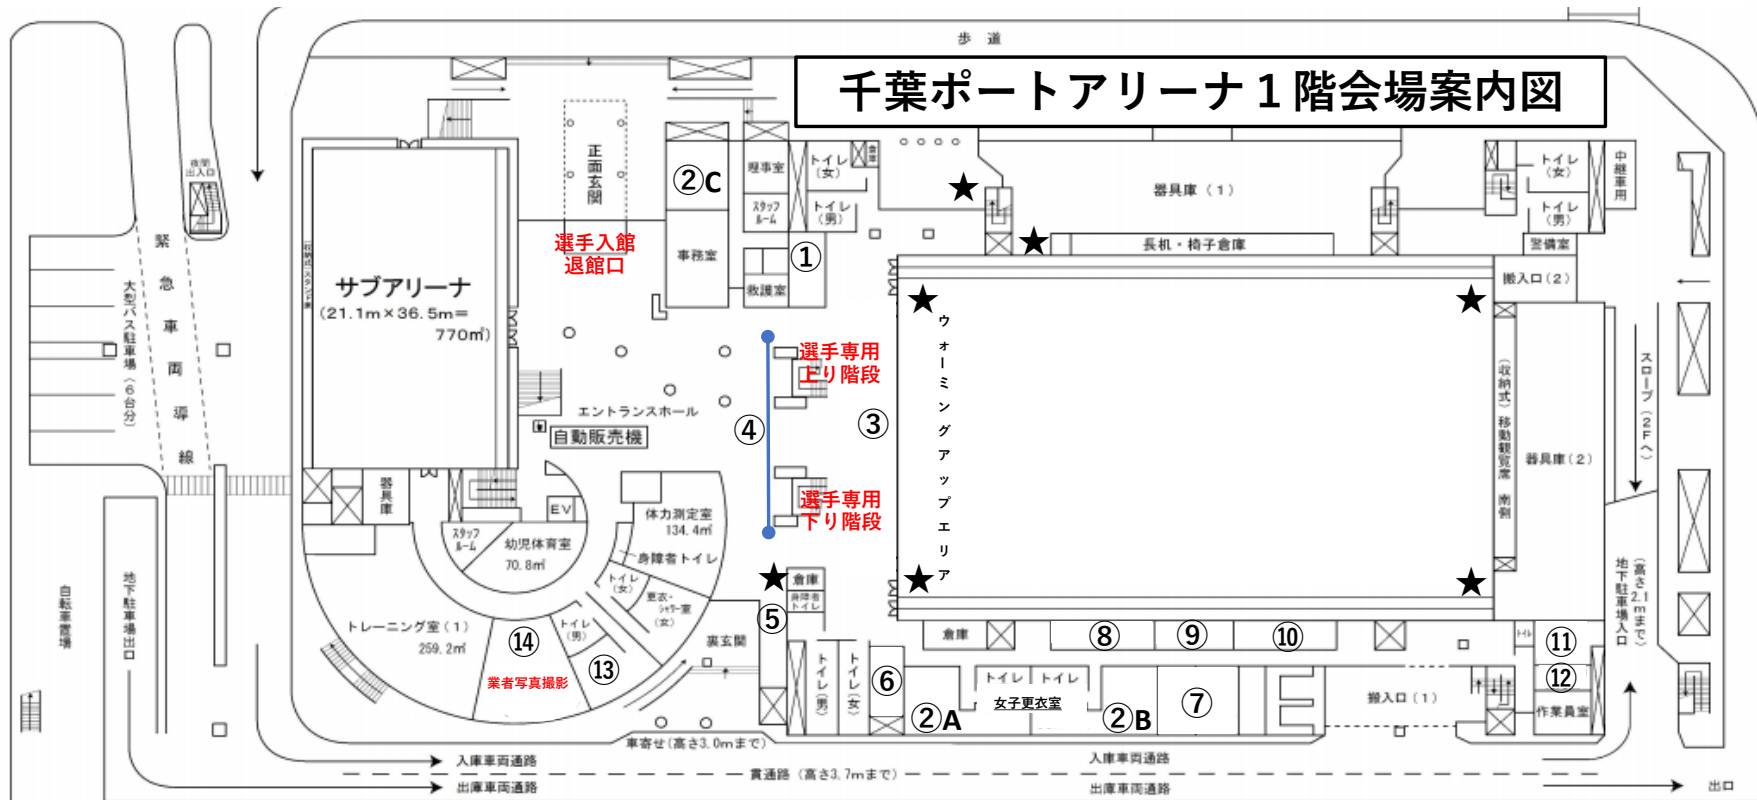 歩 道
千葉ポートアリーナ１階会場案内図
夜間
出入口
緊急車両導線
大型バス駐車場（6台分）
自転車置場
地下駐車場出口
サブアリーナ
(21.1m×36.5m=
770㎡)
正面玄関
選手入館
退館口
②C
事務室
理事室
スタッフ
ルーム
救護室
①
トイレ
(女)
トイレ
(男)
倉庫
★
★
器具庫（1）
長机・椅子倉庫
トイレ
(女)
トイレ
(男)
中継車用
警備室
搬入口(2)
★
★
ウォーミングアップエリア
選手専用
上り階段
④
③
エントランスホール
自動販売機
選手専用
下り階段
★
★
(収納式)移動観覧席 南側
器具庫(2)
スロープ(2Fへ)
地下駐車場入口
(高さ2.1mまで)
器具庫
EV
スタッフ
ルーム
幼児体育室
70.8㎡
体力測定室
134.4㎡
身障者トイレ
トイレ
(女)
更衣・
シャワー室
(女)
トイレ
(男)
トレーニング室(1)
259.2㎡
⑭
業者写真撮影
⑬
裏玄関
★
倉庫
身障者
トイレ
⑤
トイレ(男)
トイレ(女)
⑥
倉庫
⑧
⑨
⑩
②A
トイレ
トイレ
女子更衣室
②B
⑦
搬入口(1)
トイレ
⑪
⑫
作業員室
車寄せ(高さ3.0mまで)
入庫車両通路
貫通路（高さ3.7mまで）
出庫車両通路
入庫車両通路
出庫車両通路
出口